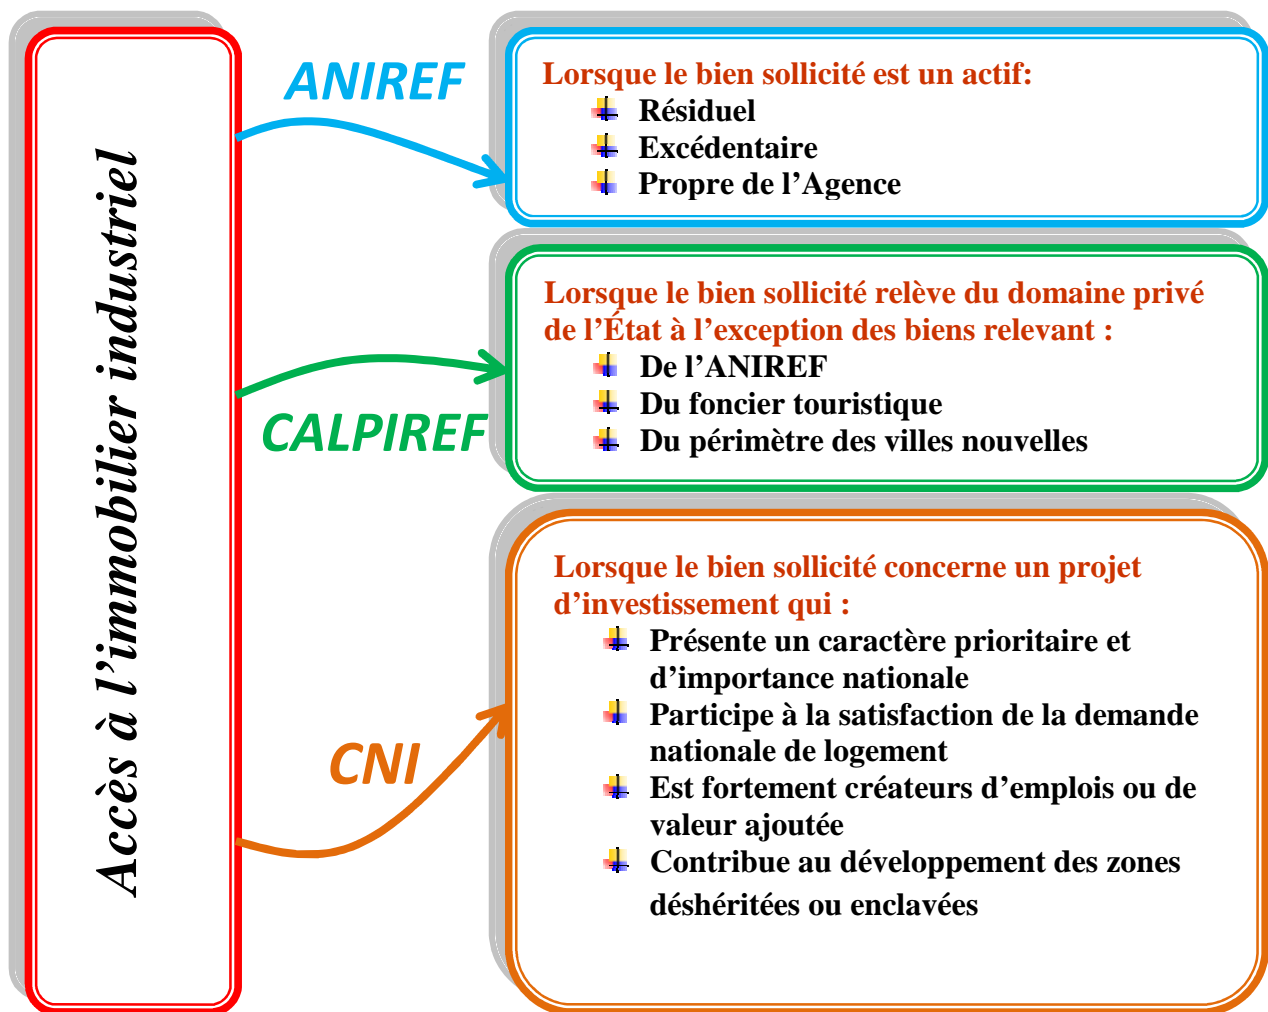 Accès à l’immobilier industriel
ANIREF
Lorsque le bien sollicité est un actif:
Résiduel
Excédentaire
Propre de l’Agence
CALPIREF
Lorsque le bien sollicité relève du domaine privé
de l’État à l’exception des biens relevant :
De l’ANIREF
Du foncier touristique
Du périmètre des villes nouvelles
CNI
Lorsque le bien sollicité concerne un projet
d’investissement qui :
Présente un caractère prioritaire et
d’importance nationale
Participe à la satisfaction de la demande
nationale de logement
Est fortement créateurs d’emplois ou de
valeur ajoutée
Contribue au développement des zones
déshéritées ou enclavées